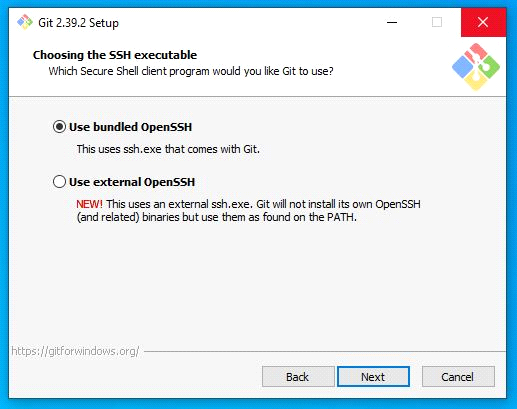 Git 2.39.2 Setup
Choosing the SSH executable
Which Secure Shell client program would you like Git to use?
Use bundled OpenSSH
This uses ssh.exe that comes with Git.
Use external OpenSSH
NEW! This uses an external ssh.exe. Git will not install its own OpenSSH
(and related) binaries but use them as found on the PATH.
https://gitforwindows.org/
Back
Next
Cancel